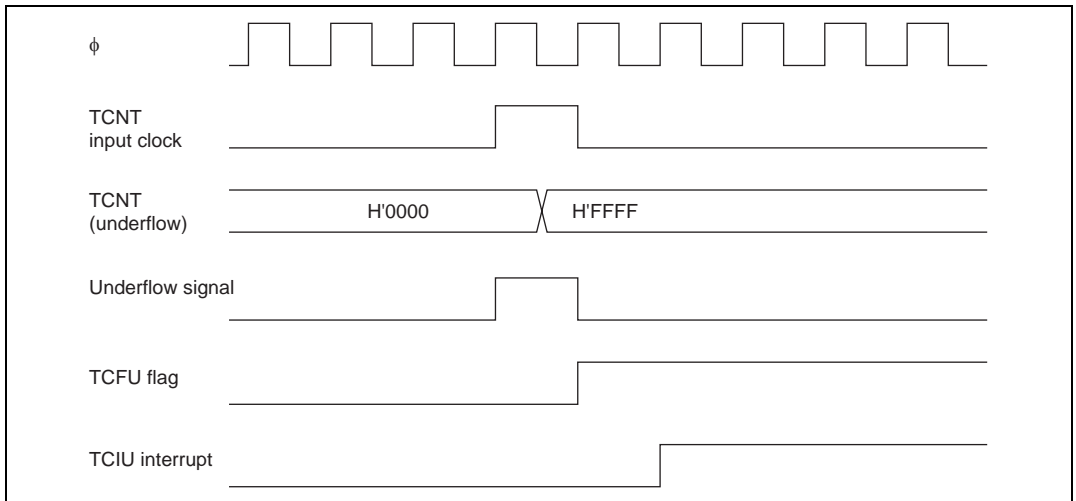 ϕ
TCNT
input clock
TCNT
(underflow)
H'0000
H'FFFF
Underflow signal
TCFU flag
TCIU interrupt